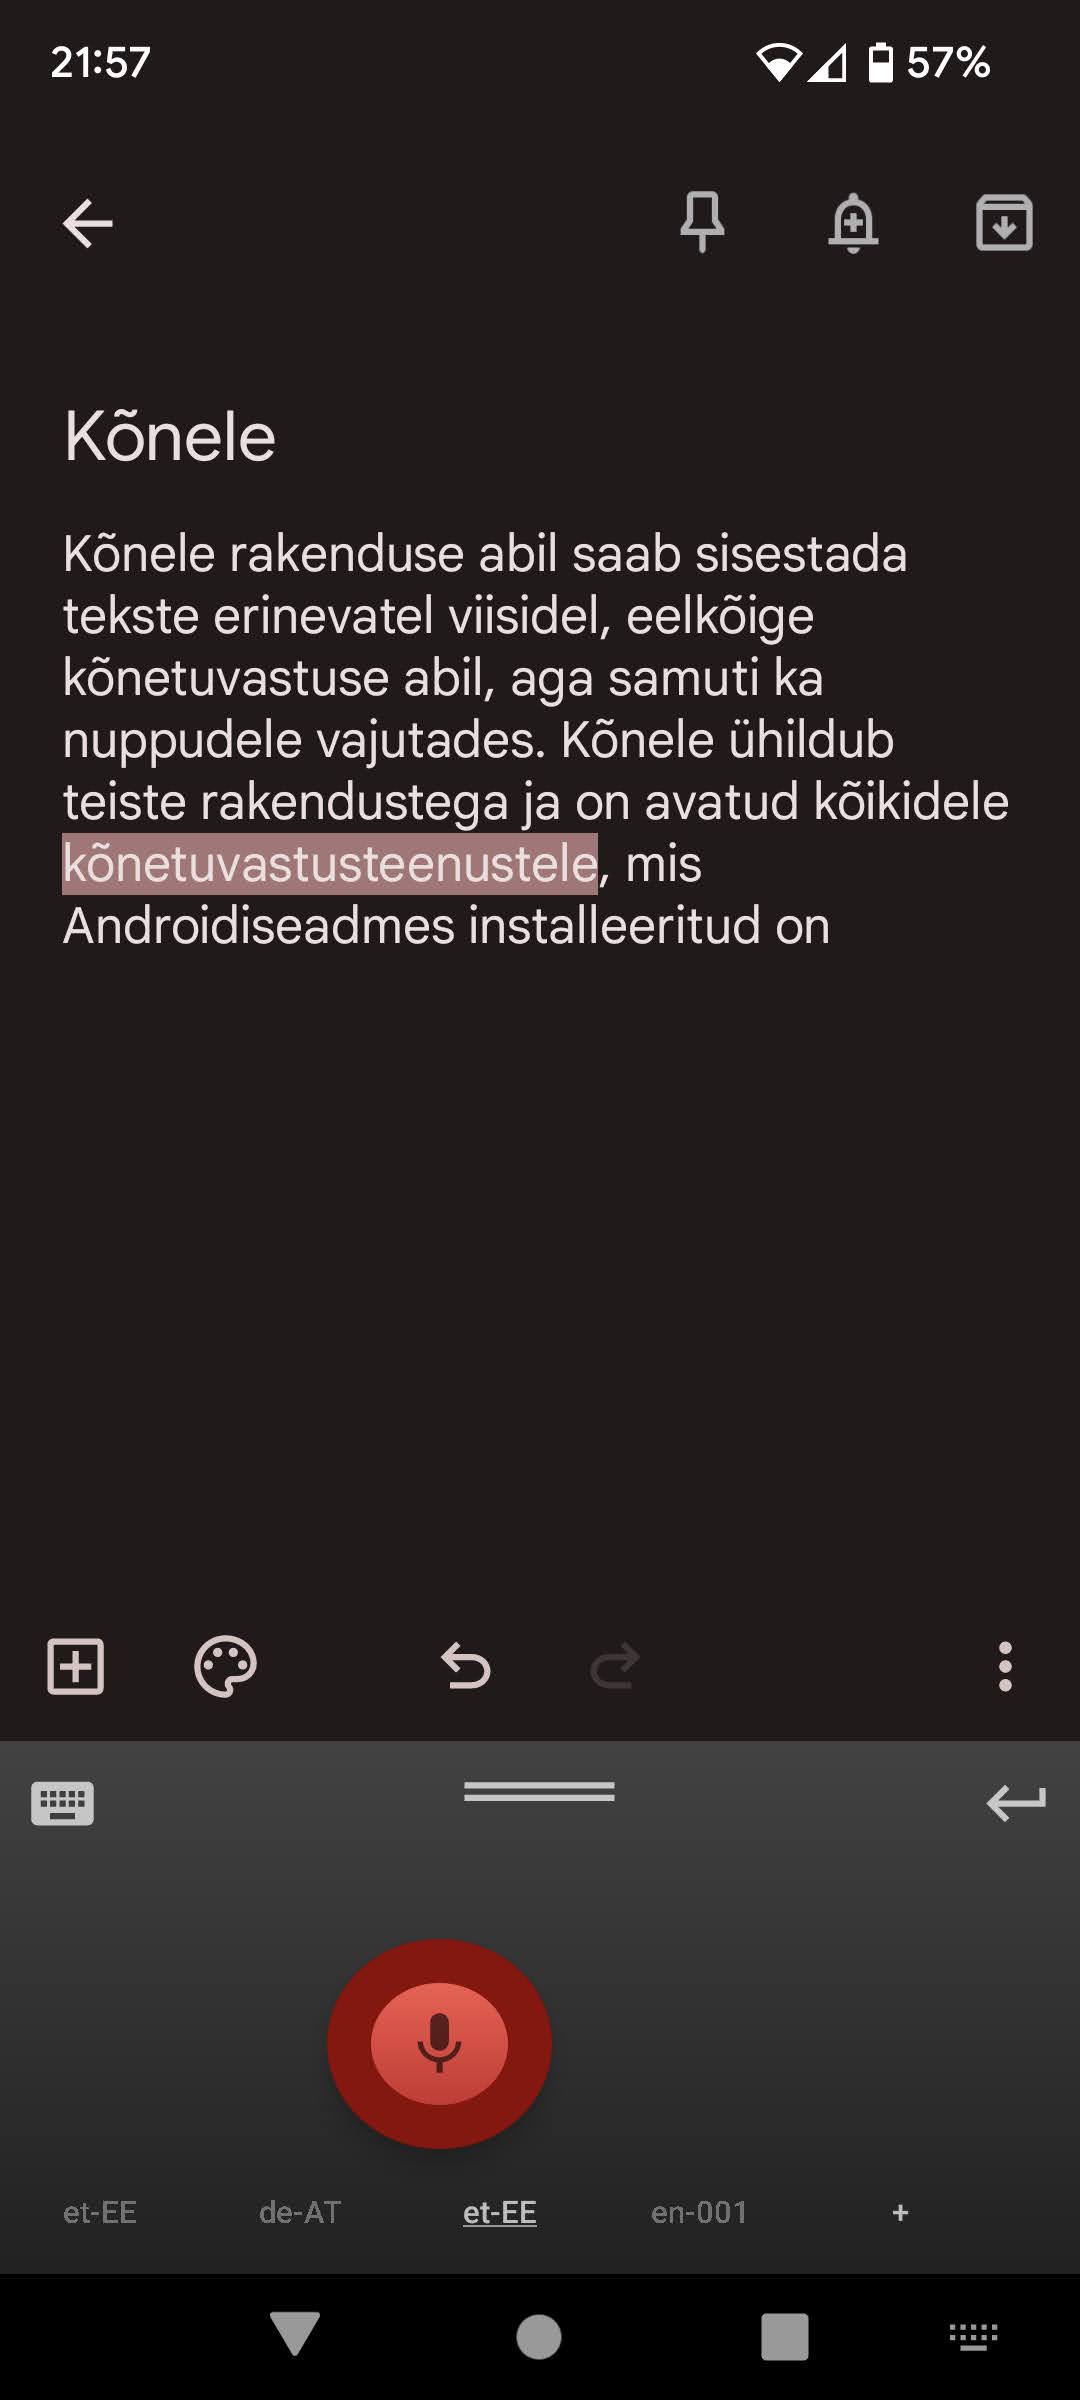 21:57
57%
Kõnele
Kõnele rakenduse abil saab sisestada
tekste erinevatel viisidel, eelkõige
kõnetuvastuse abil, aga samuti ka
nuppudele vajutades. Kõnele ühildub
teiste rakendustega ja on avatud kõikidele
kõnetuvastusteenustele, mis
Androidiseadmes installeeritud on
et-EE de-AT et-EE en-001 +